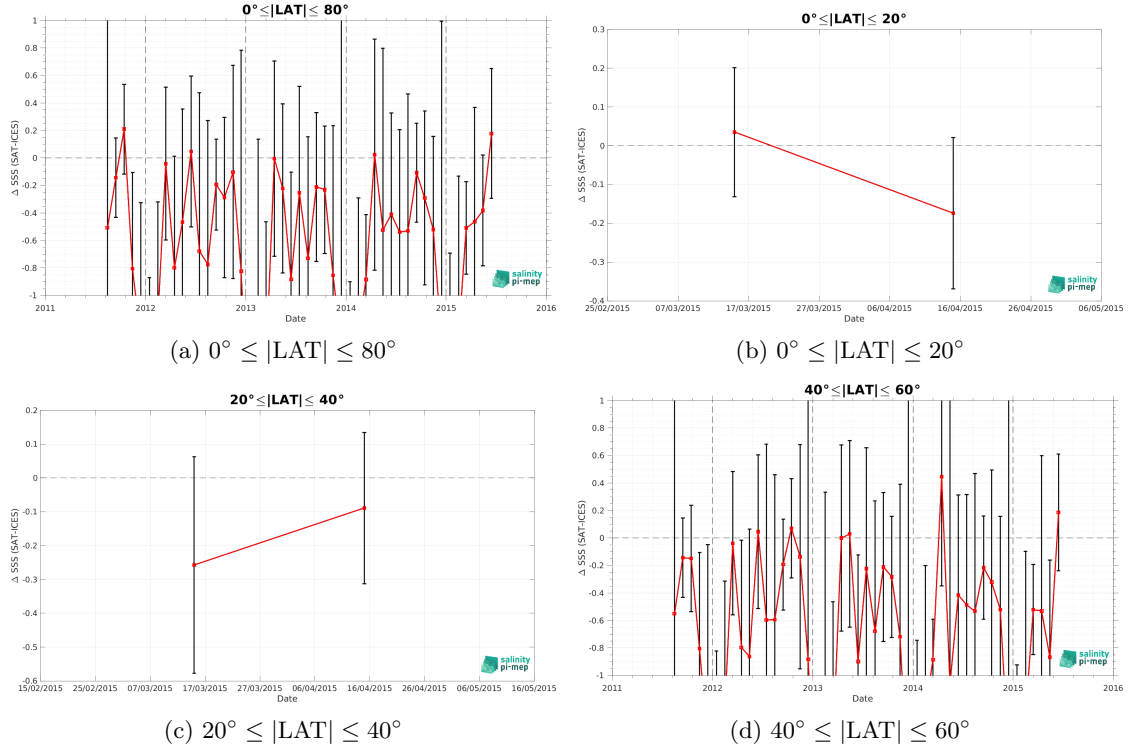 0°≤|LAT|≤ 80°
1
0.8
0.6
0.4
0.2
0
-0.2
-0.4
-0.6
-0.8
-1
Δ SSS (SAT-ICES)
2011 2012 2013 2014 2015 2016
Date
salinity
pi-mep
(a) 0° ≤ |LAT| ≤ 80°
0°≤|LAT|≤ 20°
0.3
0.2
0.1
0
-0.1
-0.2
-0.3
-0.4
Δ SSS (SAT-ICES)
25/02/2015 07/03/2015 17/03/2015 27/03/2015 06/04/2015 16/04/2015 26/04/2015 06/05/2015
Date
salinity
pi-mep
(b) 0° ≤ |LAT| ≤ 20°
20°≤|LAT|≤ 40°
0.2
0.1
0
-0.1
-0.2
-0.3
-0.4
-0.5
-0.6
Δ SSS (SAT-ICES)
15/02/2015 25/02/2015 07/03/2015 17/03/2015 27/03/2015 06/04/2015 16/04/2015 26/04/2015 06/05/2015 16/05/2015
Date
salinity
pi-mep
(c) 20° ≤ |LAT| ≤ 40°
40°≤|LAT|≤ 60°
1
0.8
0.6
0.4
0.2
0
-0.2
-0.4
-0.6
-0.8
-1
Δ SSS (SAT-ICES)
2011 2012 2013 2014 2015 2016
Date
salinity
pi-mep
(d) 40° ≤ |LAT| ≤ 60°